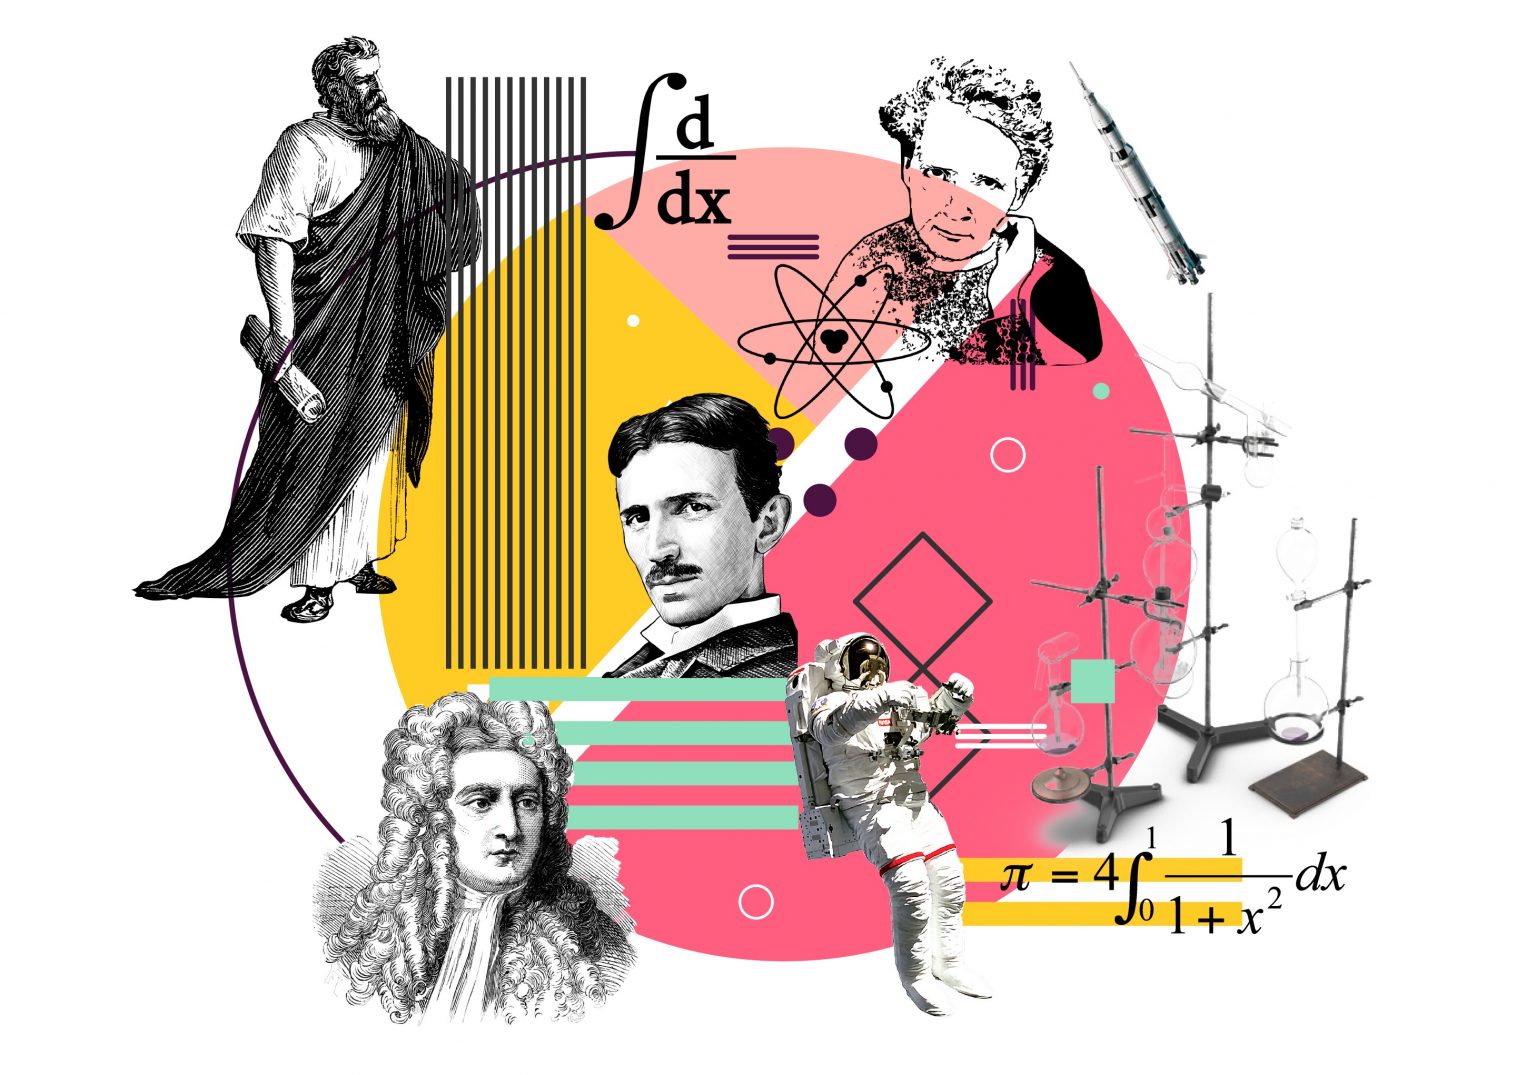 ∫ d/dx
π = 4∫₀¹ 1/(1 + x²) dx